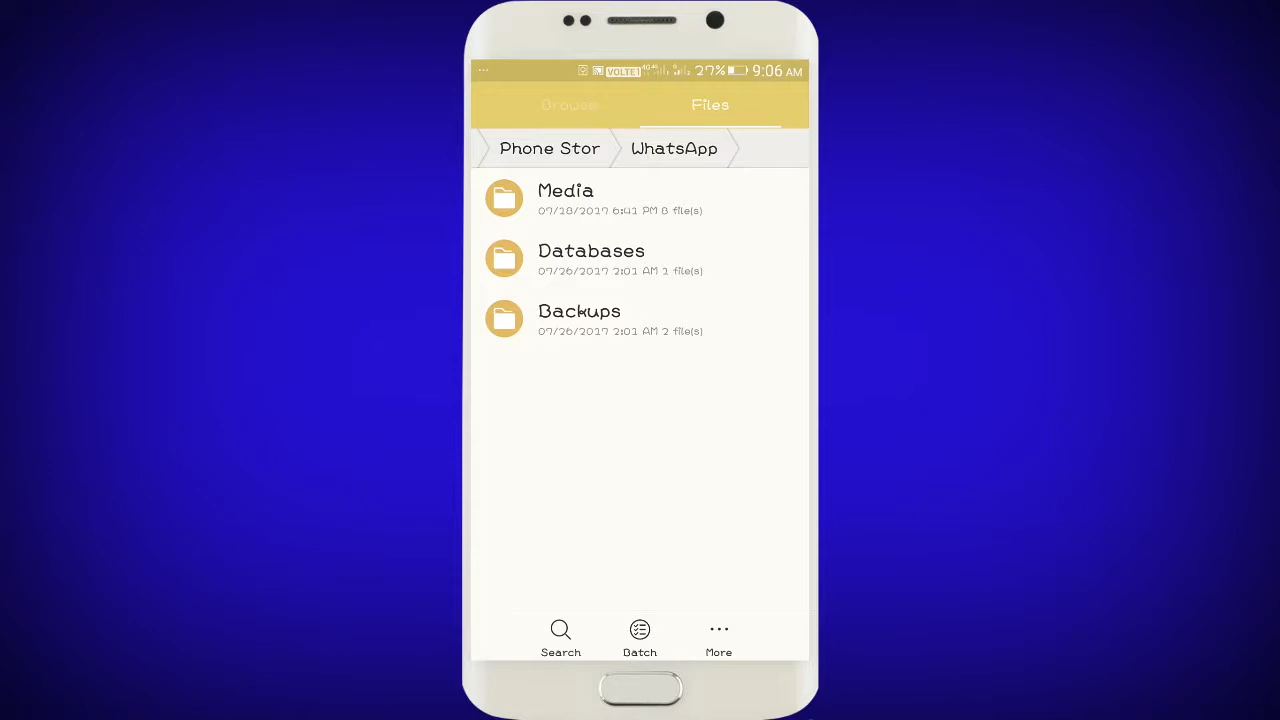 ... VOLTE1 4G 27% 9:06 AM
Browse Files
Phone Stor WhatsApp
Media
07/18/2017 6:41 PM 8 file(s)
Databases
07/26/2017 2:01 AM 1 file(s)
Backups
07/26/2017 2:01 AM 2 file(s)
Search Batch More